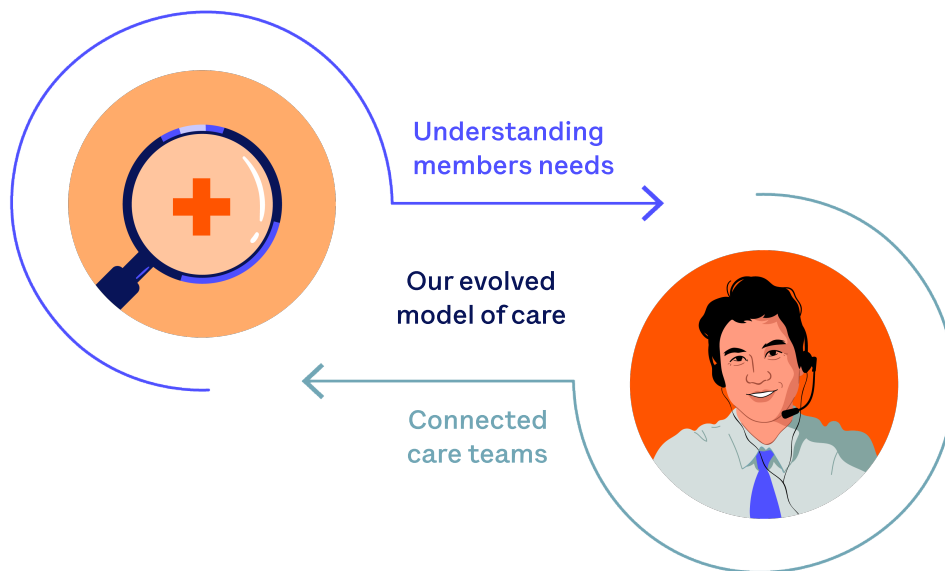 Understanding
members needs
Our evolved
model of care
Connected
care teams